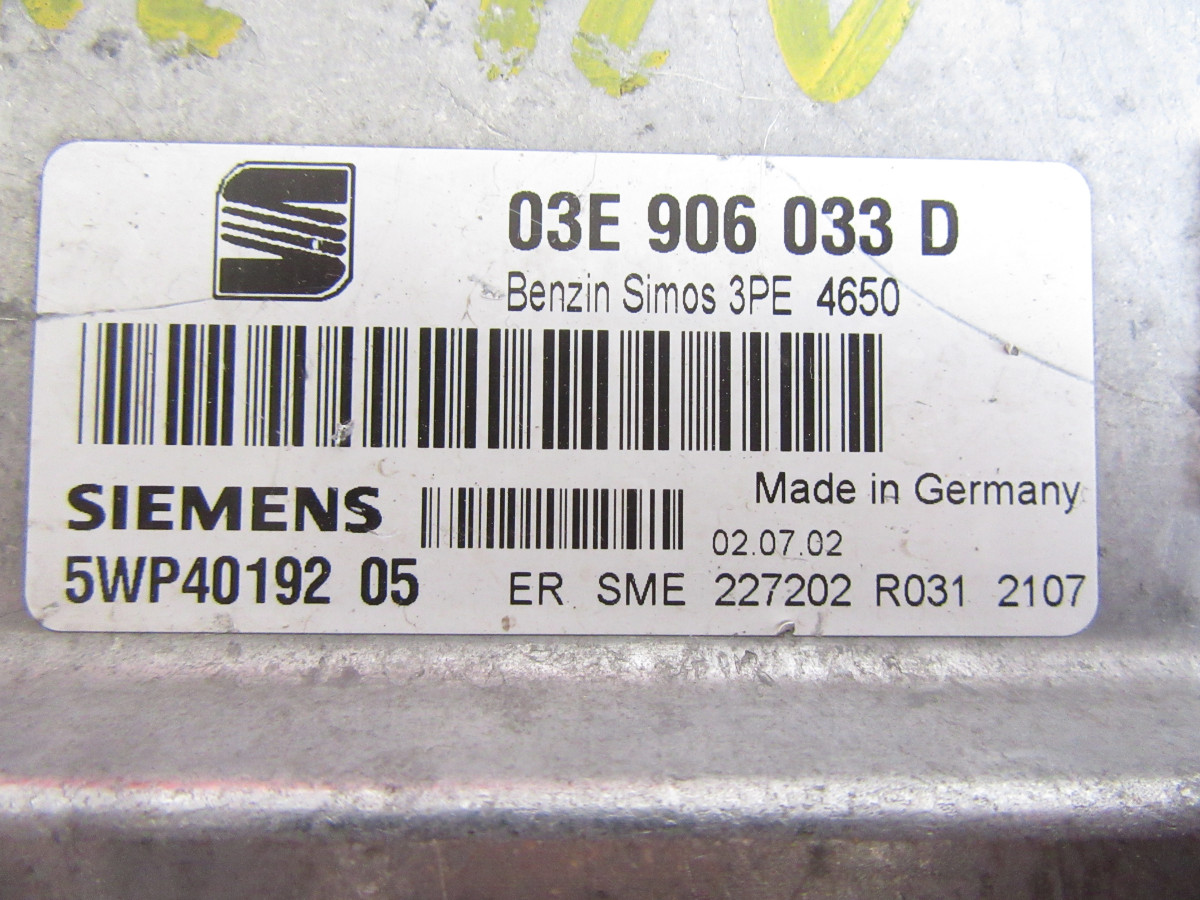 03E 906 033 D
Benzin Simos 3PE 4650
Made in Germany
SIEMENS
02.07.02
5WP40192 05
ER SME 227202 R031 2107